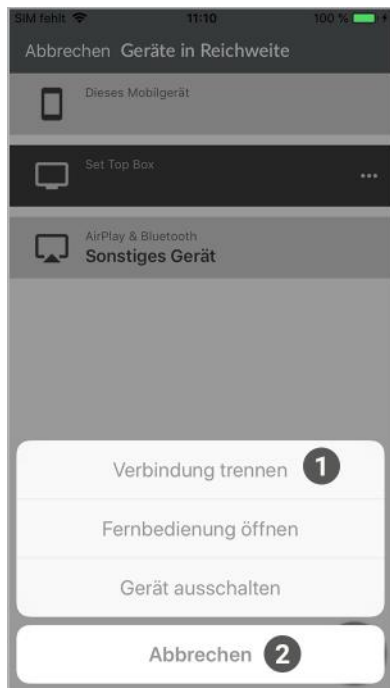 SIM fehlt 11:10 100 %
Abbrechen Geräte in Reichweite
Dieses Mobilgerät
Set Top Box
AirPlay & Bluetooth
Sonstiges Gerät
Verbindung trennen 1
Fernbedienung öffnen
Gerät ausschalten
Abbrechen 2